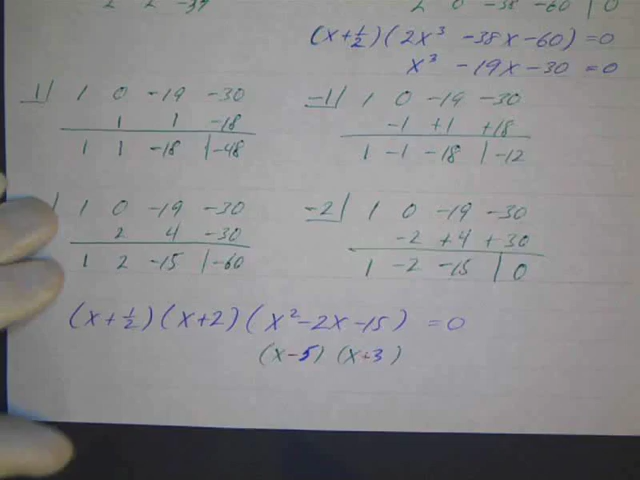 2 2 -37
2 0 -38 -60 | 0
(x+½)(2x³ -38x-60)=0
x³ -19x-30=0
1| 1 0 -19 -30
1 1 -18
1 1 -18 |-48
-1| 1 0 -19 -30
-1 +1 +18
1 -1 -18 |-12
| 1 0 -19 -30
2 4 -30
1 2 -15 |-60
-2| 1 0 -19 -30
-2 +4 +30
1 -2 -15 | 0
(x+½)(x+2)(x²-2x-15) =0
(x-5)(x+3)